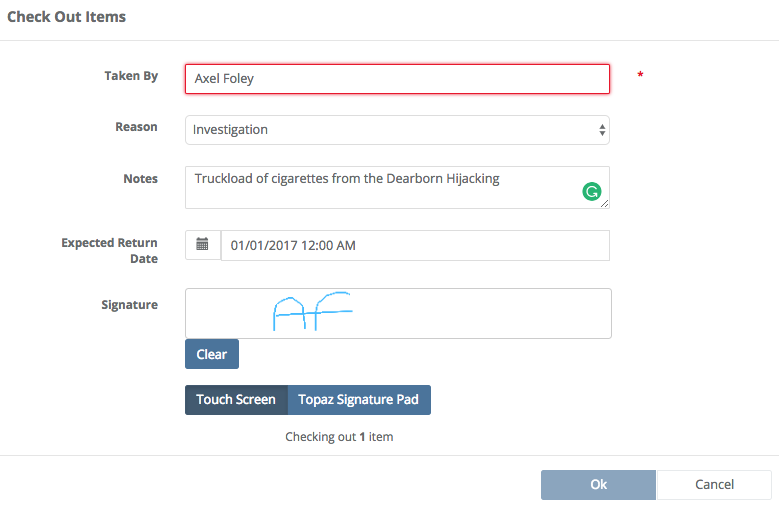 Check Out Items
Taken By
Axel Foley
*
Reason
Investigation
Notes
Truckload of cigarettes from the Dearborn Hijacking
Expected Return
Date
01/01/2017 12:00 AM
Signature
AF
Clear
Touch Screen
Topaz Signature Pad
Checking out 1 item
Ok
Cancel